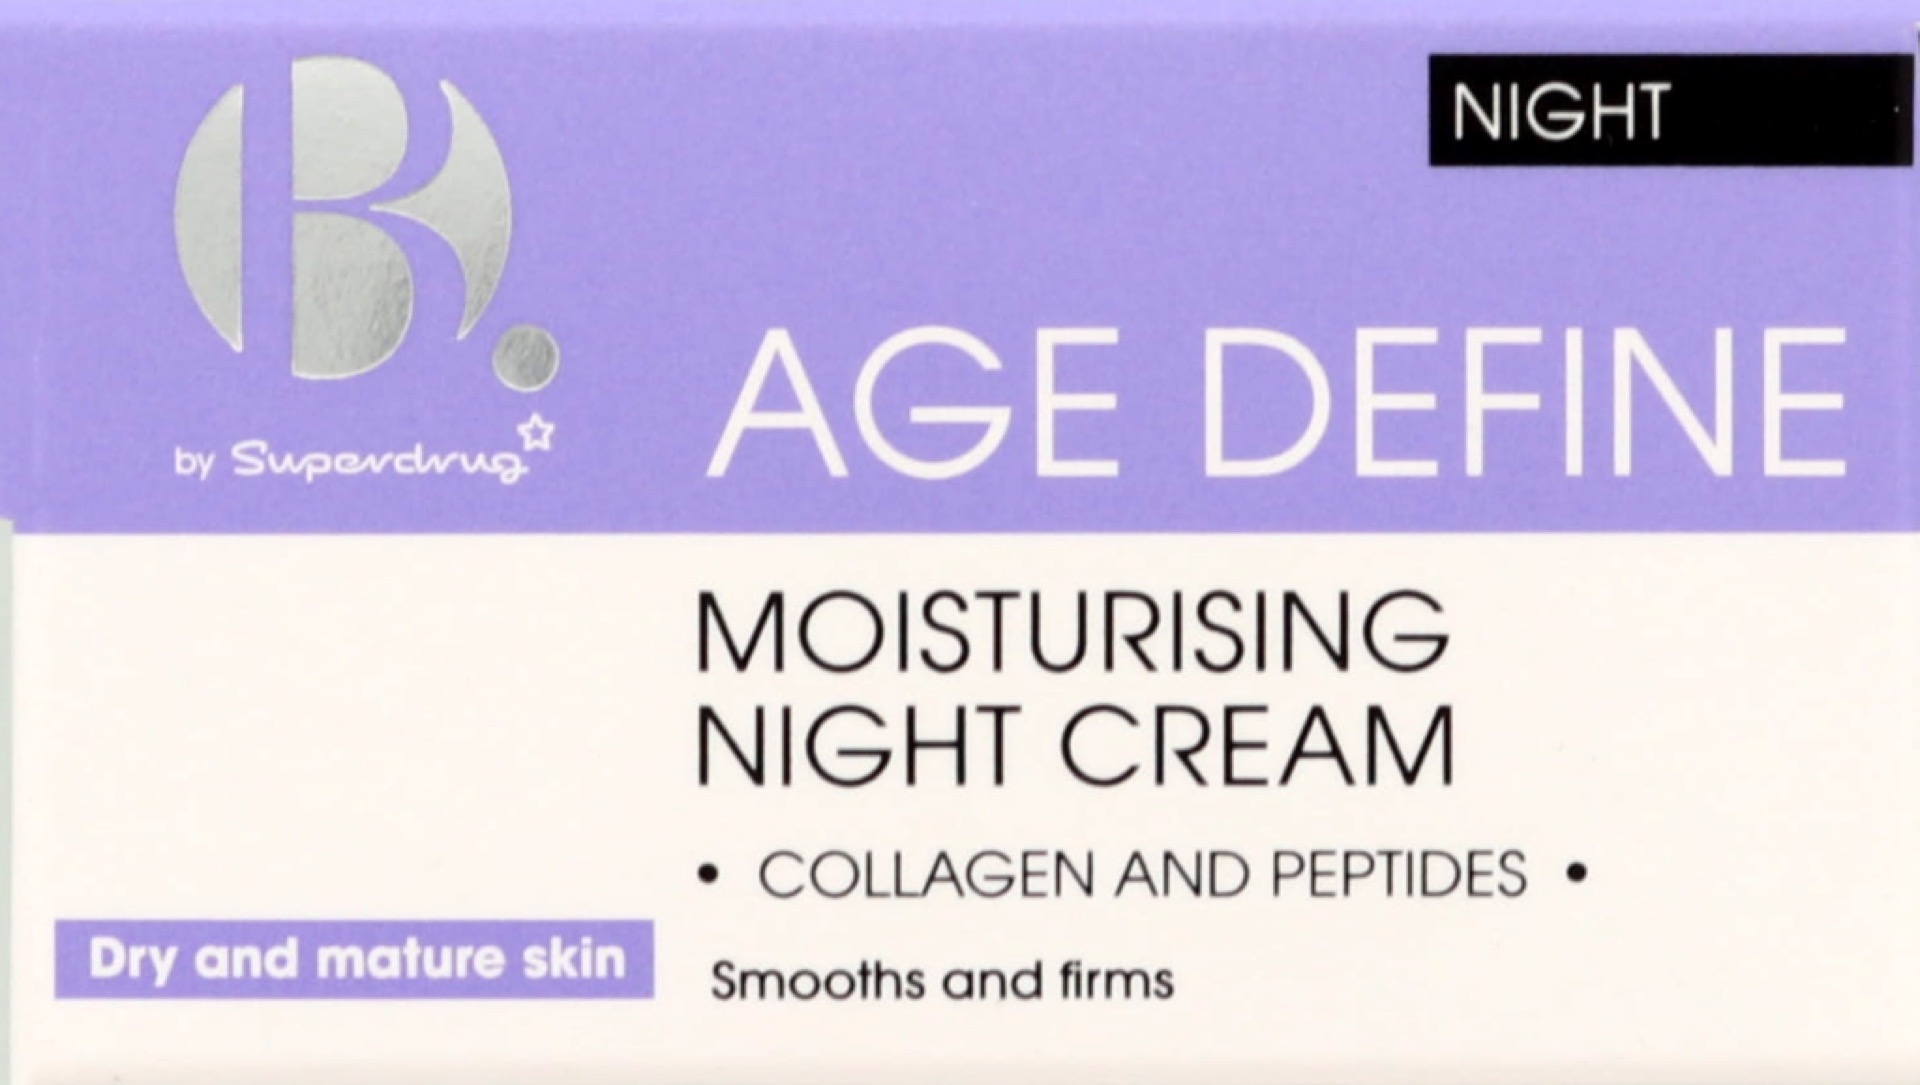 B.
by Superdrug
NIGHT
AGE DEFINE
MOISTURISING
NIGHT CREAM
• COLLAGEN AND PEPTIDES •
Dry and mature skin
Smooths and firms